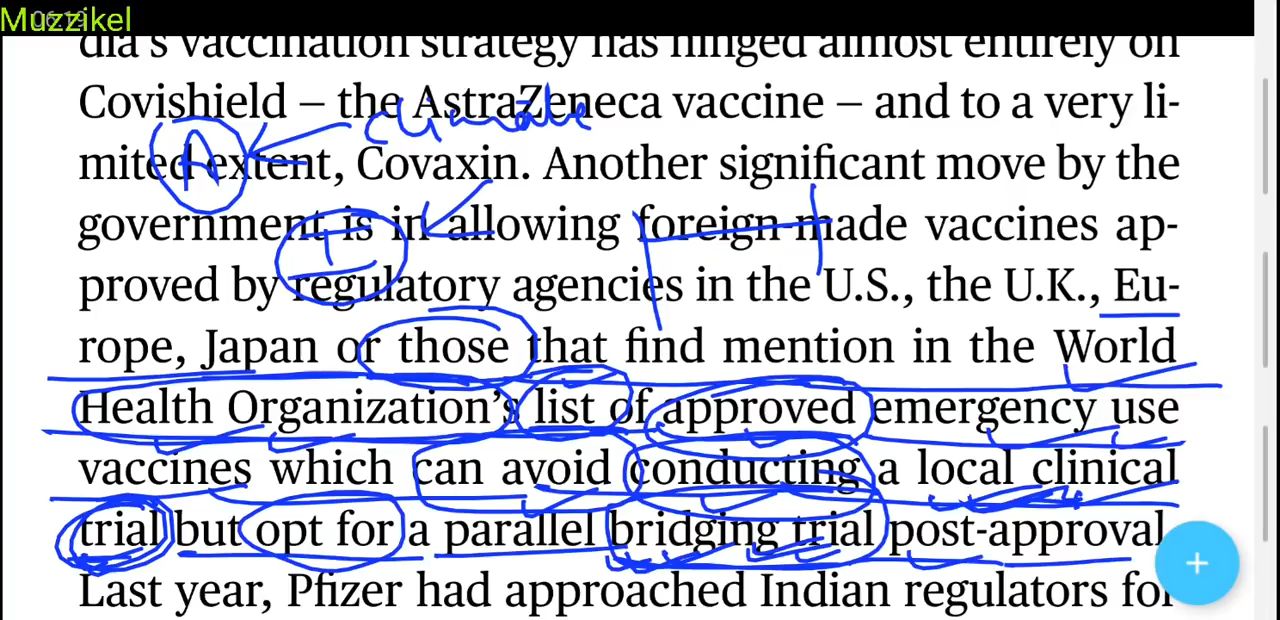 Muzzikel
06:19
dia's vaccination strategy has hinged almost entirely on
Covishield – the AstraZeneca vaccine – and to a very li-
climate
A
mited extent, Covaxin. Another significant move by the
government is in allowing foreign-made vaccines ap-
I
proved by regulatory agencies in the U.S., the U.K., Eu-
rope, Japan or those that find mention in the World
Health Organization's list of approved emergency use
vaccines which can avoid conducting a local clinical
trial but opt for a parallel bridging trial post-approval.
+
Last year, Pfizer had approached Indian regulators for